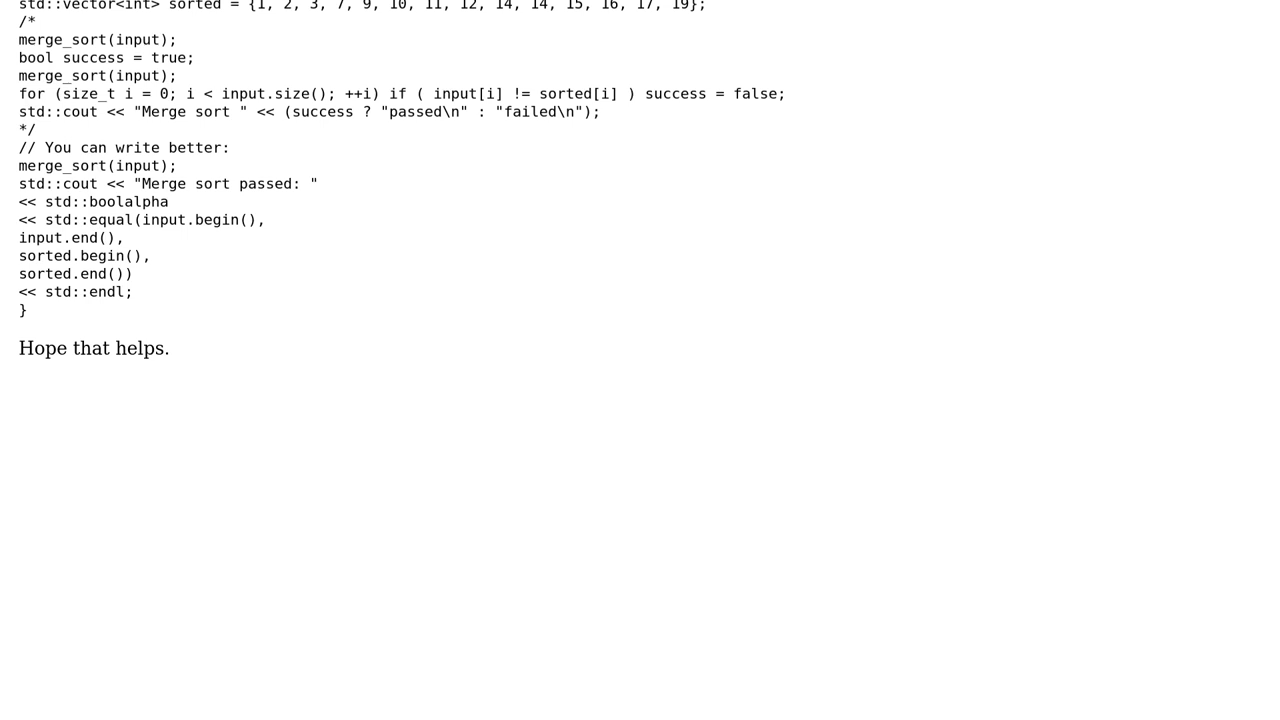 std::vector<int> sorted = {1, 2, 3, 7, 9, 10, 11, 12, 14, 14, 15, 16, 17, 19};
/*
merge_sort(input);
bool success = true;
merge_sort(input);
for (size_t i = 0; i < input.size(); ++i) if ( input[i] != sorted[i] ) success = false;
std::cout << "Merge sort " << (success ? "passed\n" : "failed\n");
*/
// You can write better:
merge_sort(input);
std::cout << "Merge sort passed: "
<< std::boolalpha
<< std::equal(input.begin(),
input.end(),
sorted.begin(),
sorted.end())
<< std::endl;
}
Hope that helps.